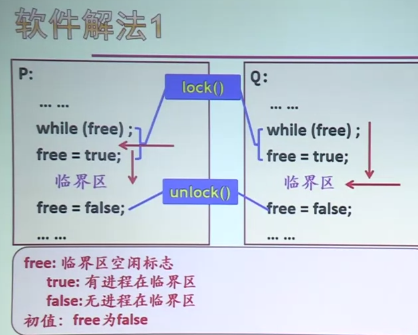 软件解法1
P:
... ...
while (free) ;
free = true;
临界区
free = false;
... ...
lock()
unlock()
Q:
... ...
while (free) ;
free = true;
临界区
free = false;
... ...
free: 临界区空闲标志
true: 有进程在临界区
false:无进程在临界区
初值：free为false